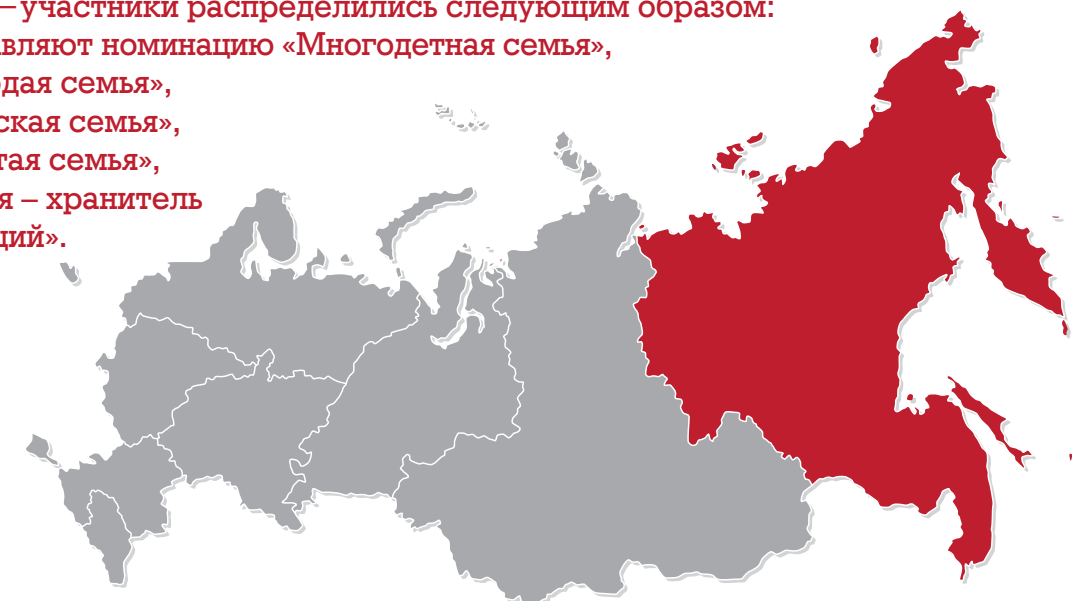 –участники распределились следующим образом:
вляют номинацию «Многодетная семья»,
дая семья»,
ская семья»,
тая семья»,
я – хранитель
ций».